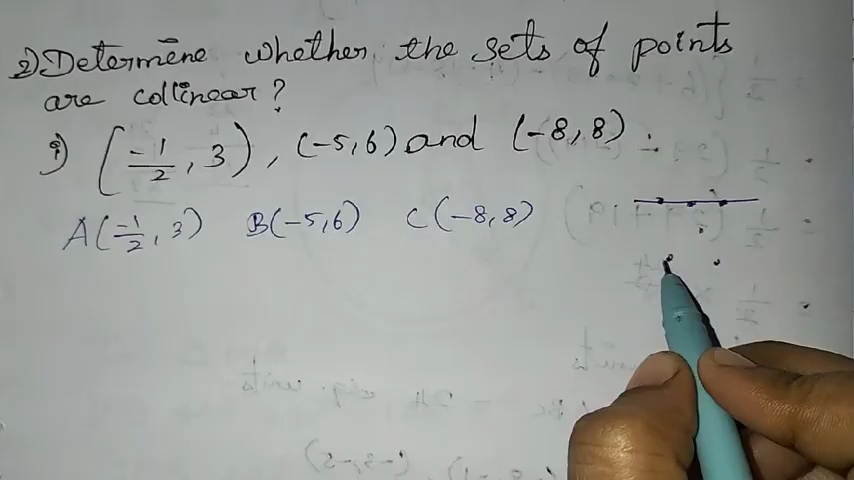 2) Determine whether the sets of points
are collinear?
i) (-1/2, 3), (-5,6) and (-8,8).
A(-1/2, 3) B(-5,6) C(-8,8)